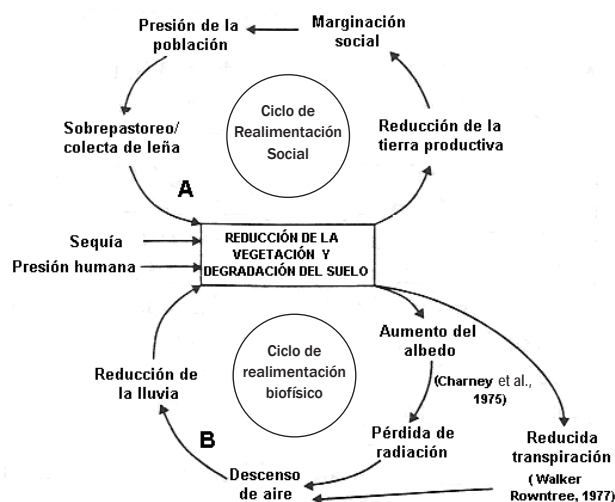 Presión de la
población
Marginación
social
Sobrepastoreo/
colecta de leña
Ciclo de
Realimentación
Social
Reducción de la
tierra productiva
A
Sequía
Presión humana
REDUCCIÓN DE LA
VEGETACIÓN Y
DEGRADACIÓN DEL SUELO
Aumento del
albedo
(Charney et al.,
1975)
Ciclo de
realimentación
biofísico
Reducción de
la lluvia
B
Pérdida de
radiación
Reducida
transpiración
( Walker
Rowntree, 1977)
Descenso
de aire